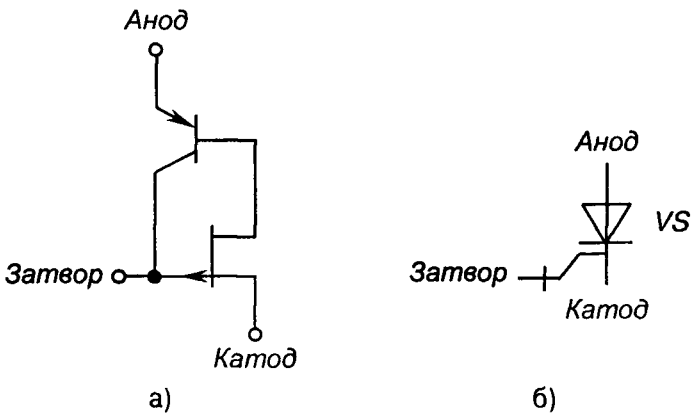 Анод
Затвор
Катод
а)
Анод
VS
Затвор
Катод
б)